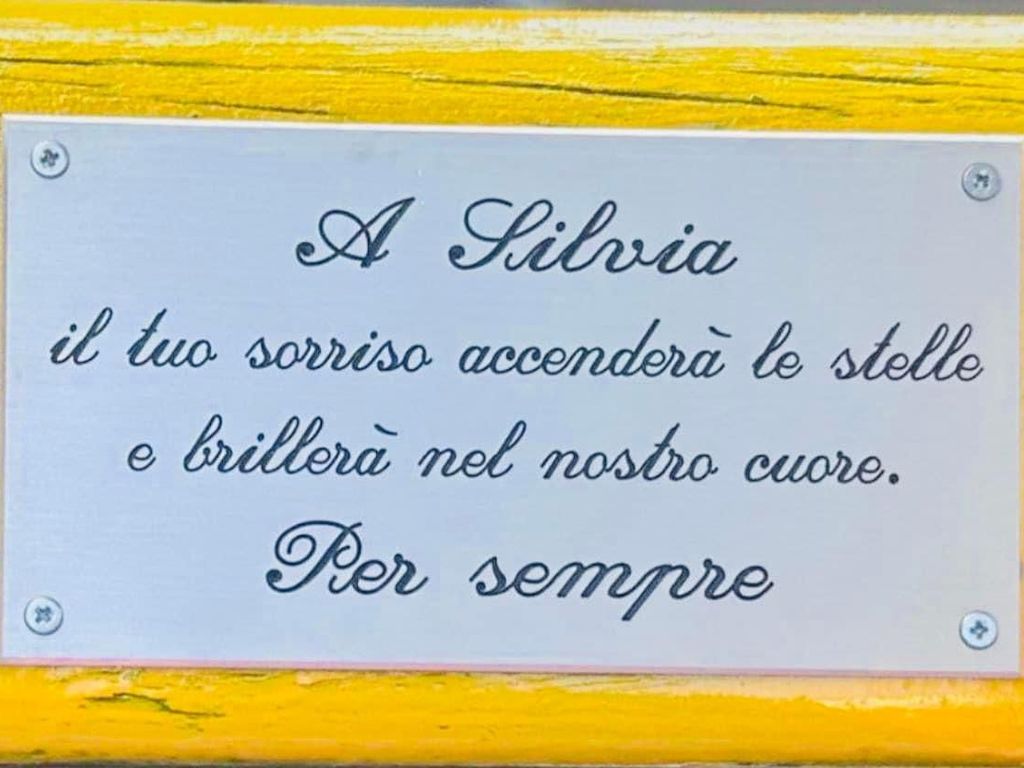 A Silvia
il tuo sorriso accenderà le stelle
e brillerà nel nostro cuore.
Per sempre